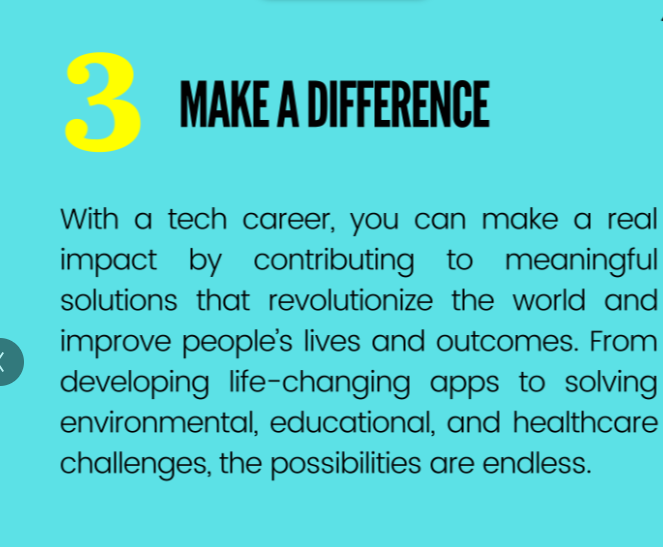 3 MAKE A DIFFERENCE
With a tech career, you can make a real
impact by contributing to meaningful
solutions that revolutionize the world and
improve people's lives and outcomes. From
developing life-changing apps to solving
environmental, educational, and healthcare
challenges, the possibilities are endless.